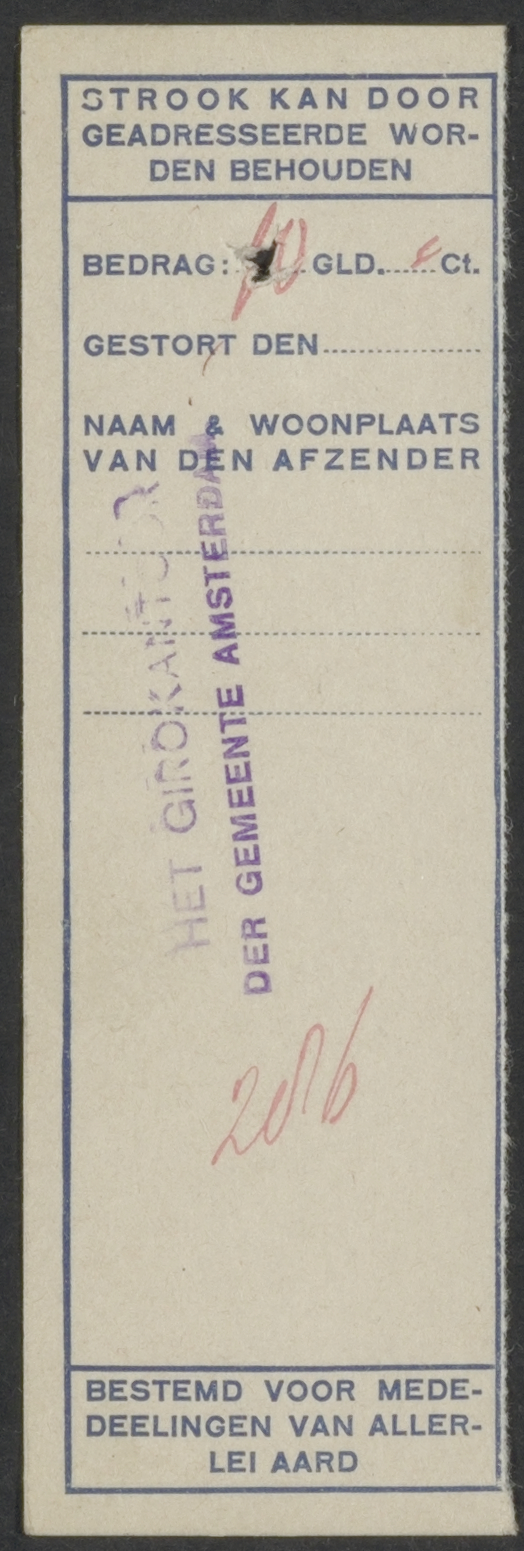 STROOK KAN DOOR
GEADRESSEERDE WOR-
DEN BEHOUDEN
BEDRAG: 10 GLD. Ct.
GESTORT DEN
NAAM & WOONPLAATS
VAN DEN AFZENDER
HET GIROKANTOOR
DER GEMEENTE AMSTERDAM
BESTEMD VOOR MEDE-
DEELINGEN VAN ALLER-
LEI AARD